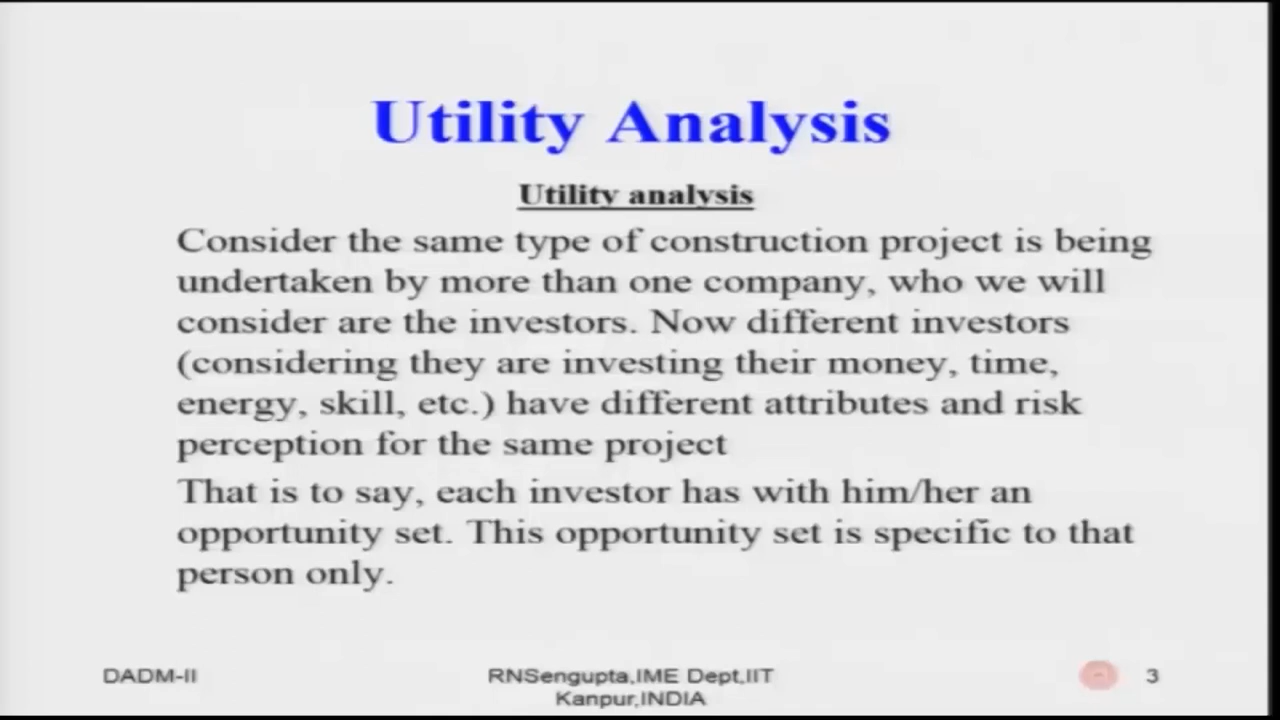 Utility Analysis
Utility analysis
Consider the same type of construction project is being
undertaken by more than one company, who we will
consider are the investors. Now different investors
(considering they are investing their money, time,
energy, skill, etc.) have different attributes and risk
perception for the same project
That is to say, each investor has with him/her an
opportunity set. This opportunity set is specific to that
person only.
DADM-II
RNSengupta,IME Dept,IIT
Kanpur,INDIA
3